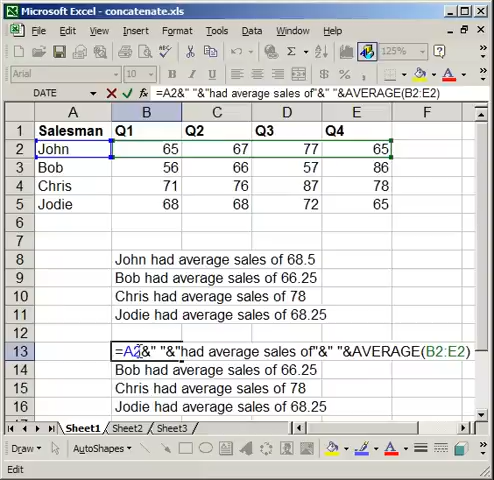 Microsoft Excel - concatenate.xls
File Edit View Insert Format Tools Data Window
125%
Arial 10 B I U
DATE =A2&" "&"had average sales of"&" "&AVERAGE(B2:E2)
A B C D E F
1 Salesman Q1 Q2 Q3 Q4
2 John 65 67 77 65
3 Bob 56 66 57 86
4 Chris 71 76 87 78
5 Jodie 68 68 72 65
6
7
8 John had average sales of 68.5
9 Bob had average sales of 66.25
10 Chris had average sales of 78
11 Jodie had average sales of 68.25
12
13 =A2&" "&"had average sales of"&" "&AVERAGE(B2:E2)
14 Bob had average sales of 66.25
15 Chris had average sales of 78
16 Jodie had average sales of 68.25
Sheet1 Sheet2 Sheet3
Draw AutoShapes
Edit